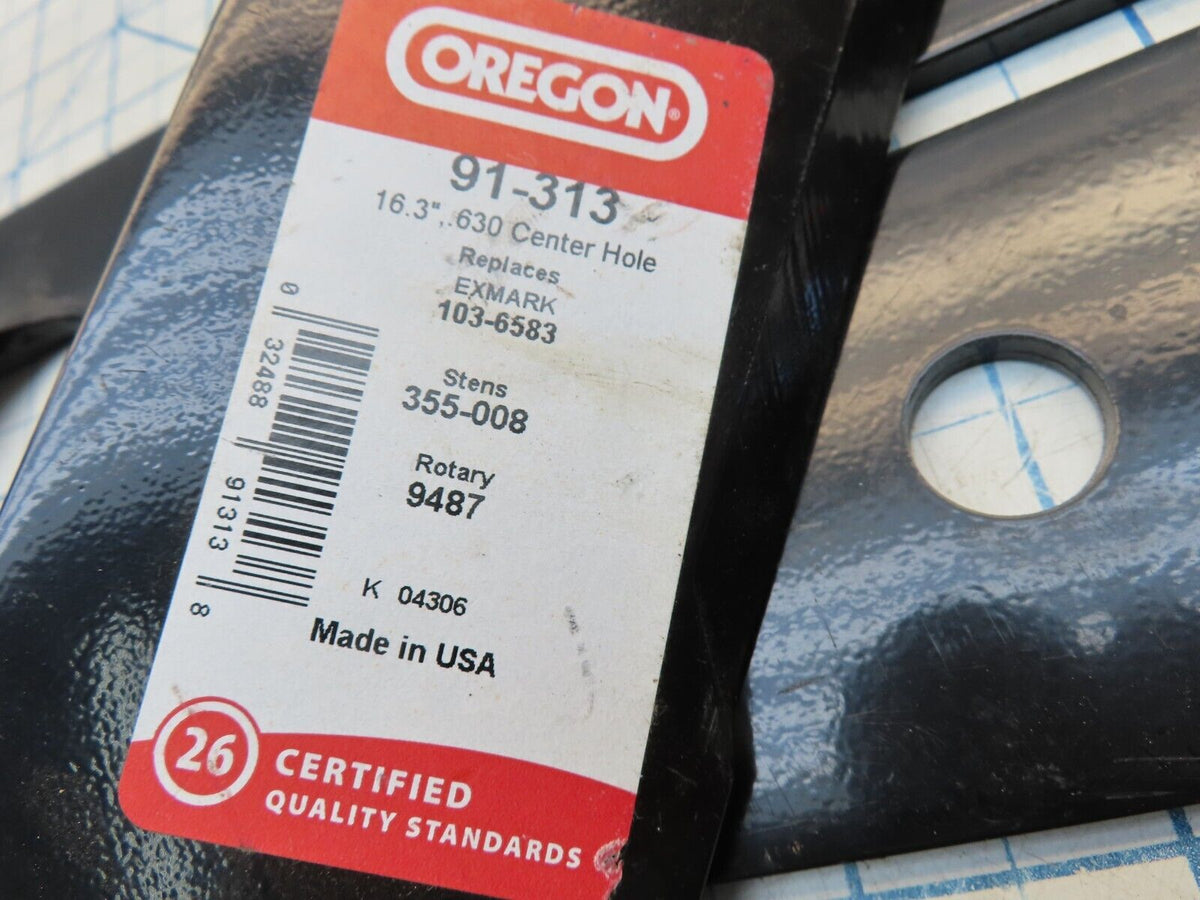 OREGON®
91-313
16.3", .630 Center Hole
Replaces
EXMARK
103-6583
Stens
355-008
Rotary
9487
K 04306
Made in USA
0 32488 91313 8
26
CERTIFIED
QUALITY STANDARDS